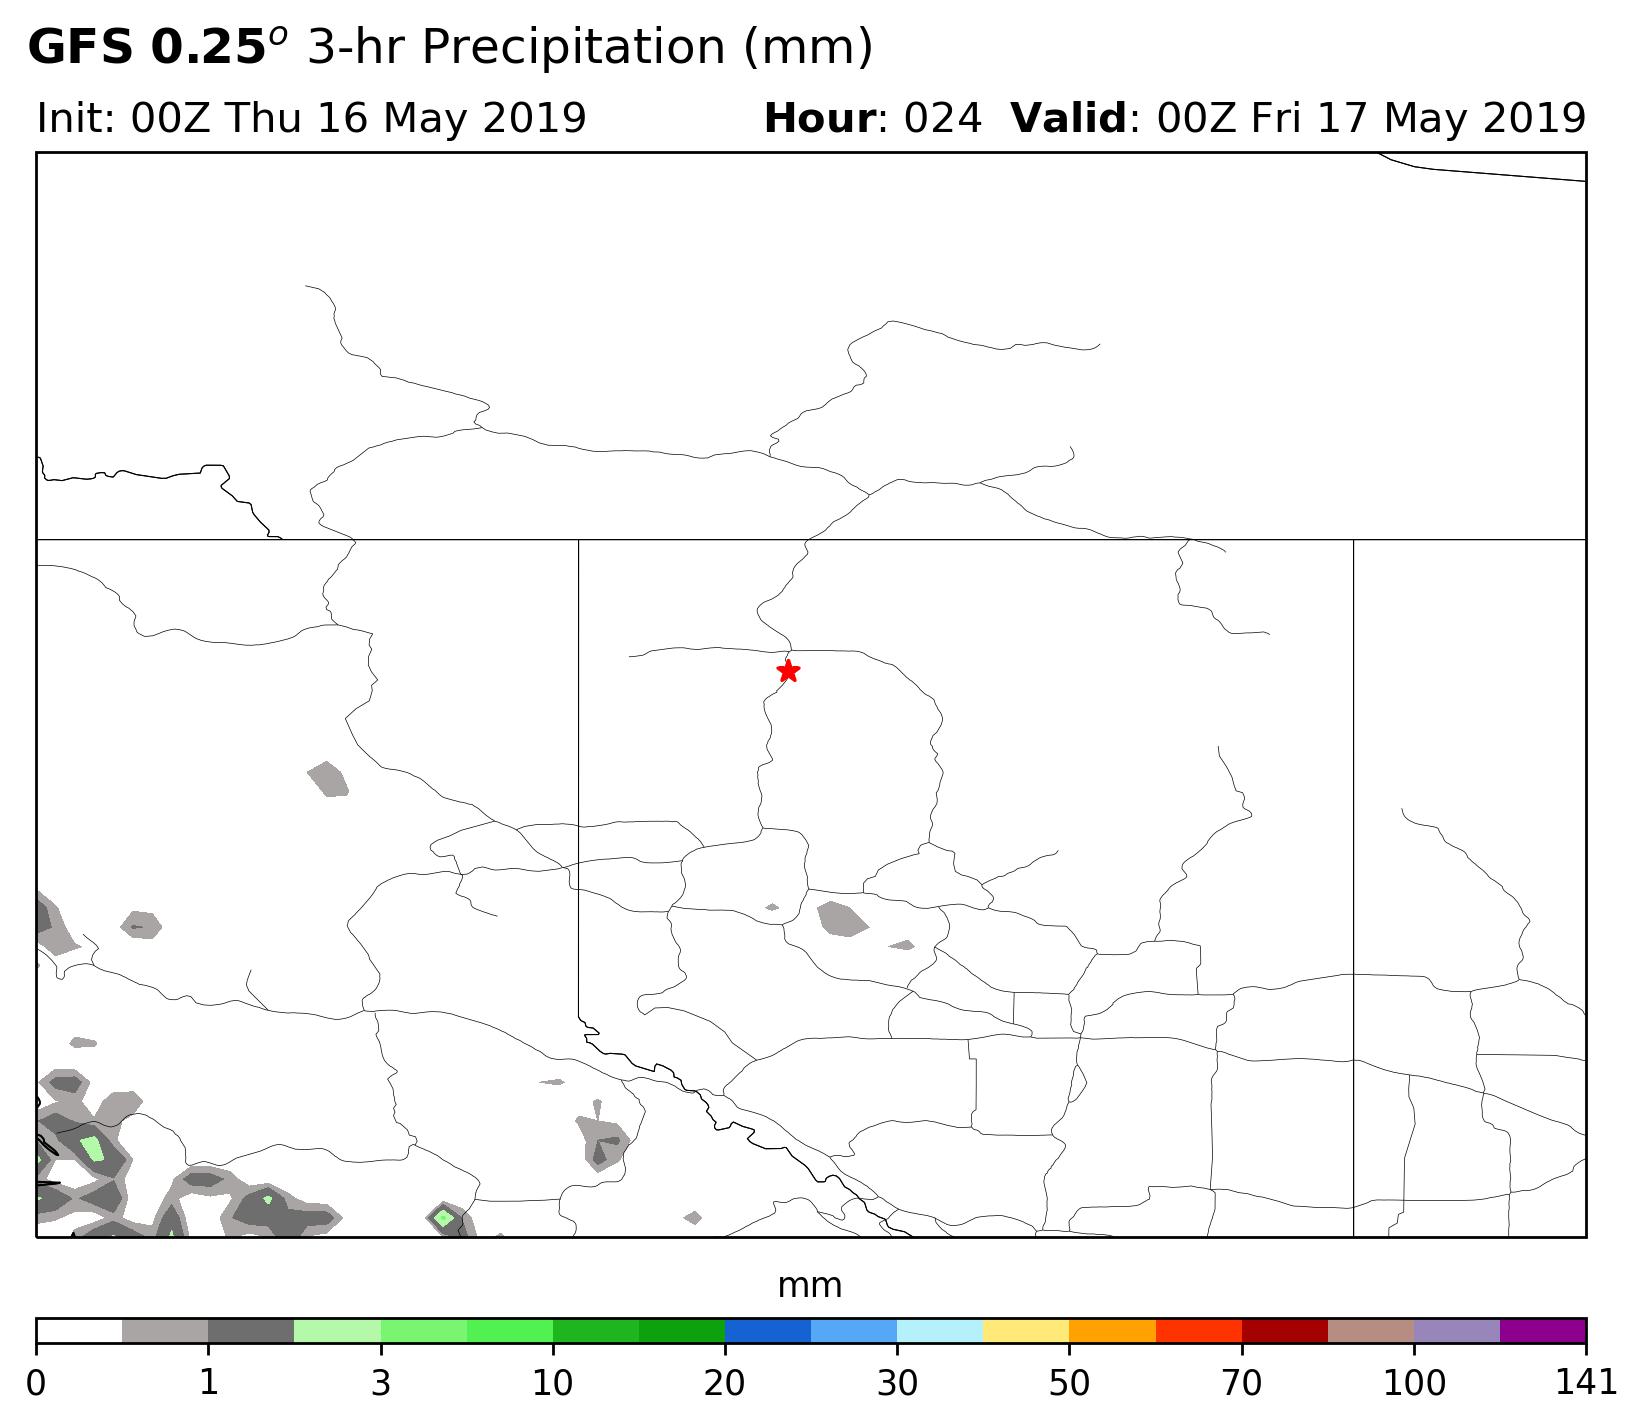 GFS 0.25o 3-hr Precipitation (mm)
Init: 00Z Thu 16 May 2019 Hour: 024 Valid: 00Z Fri 17 May 2019
mm
0 1 3 10 20 30 50 70 100 141